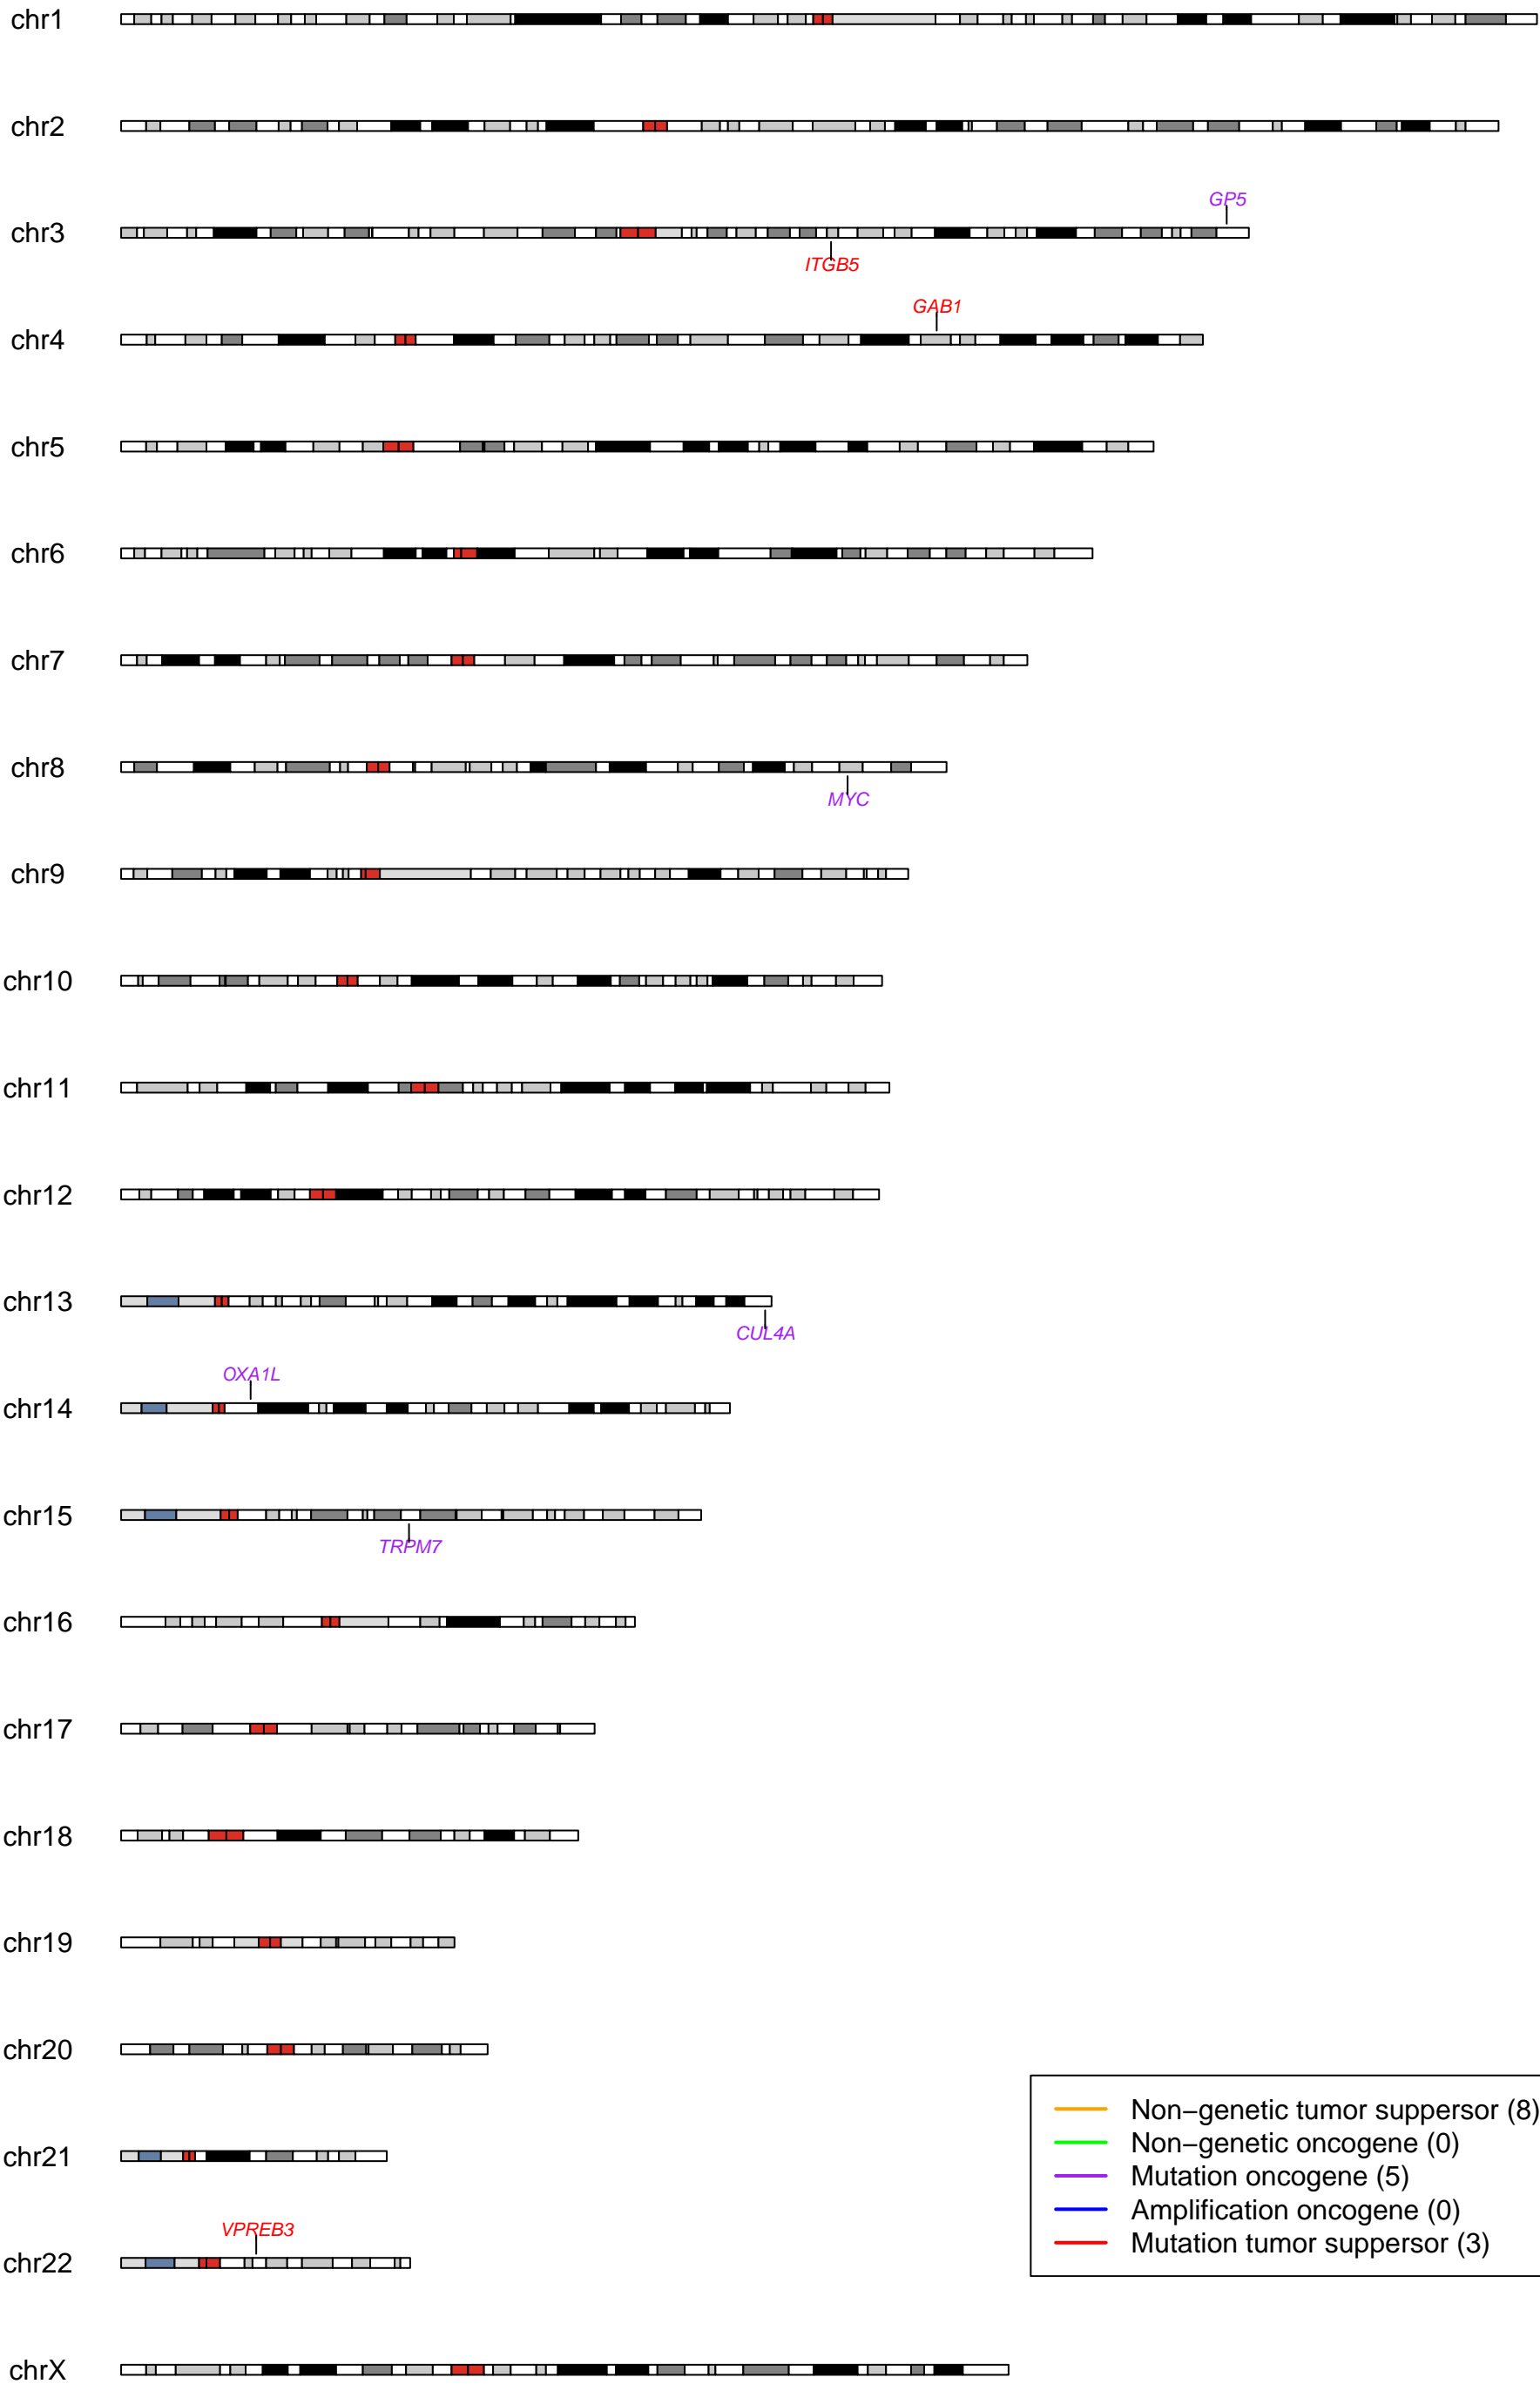 chr1
chr2
GP5
chr3
ITGB5
GAB1
chr4
chr5
chr6
chr7
chr8
MYC
chr9
chr10
chr11
chr12
chr13
CUL4A
OXA1L
chr14
chr15
TRPM7
chr16
chr17
chr18
chr19
chr20
Non−genetic tumor suppersor (8)
Non−genetic oncogene (0)
chr21
Mutation oncogene (5)
Amplification oncogene (0)
Mutation tumor suppersor (3)
VPREB3
chr22
chrX